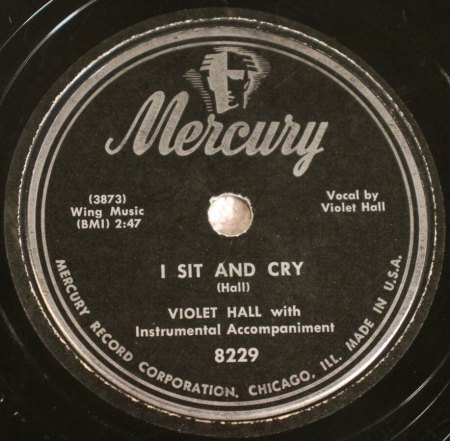 Mercury
(3873)
Wing Music
(BMI) 2:47
Vocal by
Violet Hall
I SIT AND CRY
(Hall)
VIOLET HALL with
Instrumental Accompaniment
8229
MERCURY RECORD CORPORATION, CHICAGO, ILL. MADE IN U.S.A.